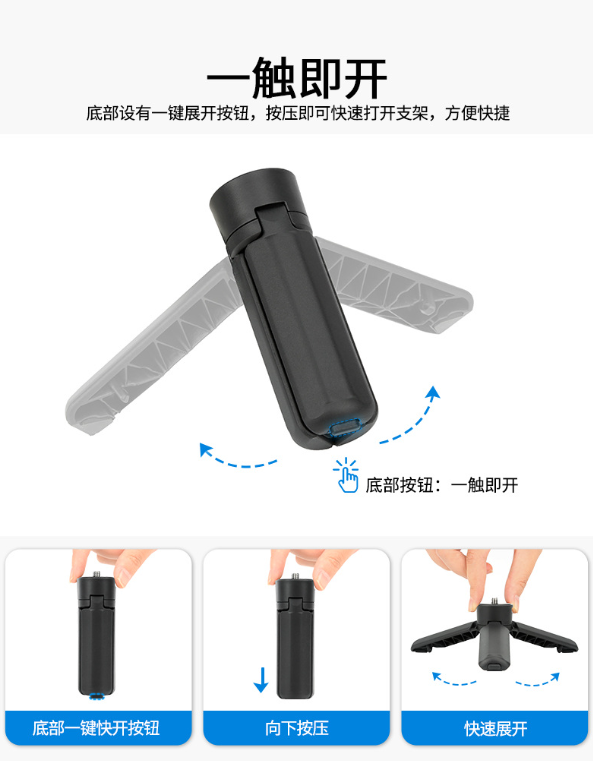 一触即开
底部设有一键展开按钮，按压即可快速打开支架，方便快捷
底部按钮：一触即开
底部一键快开按钮
向下按压
快速展开